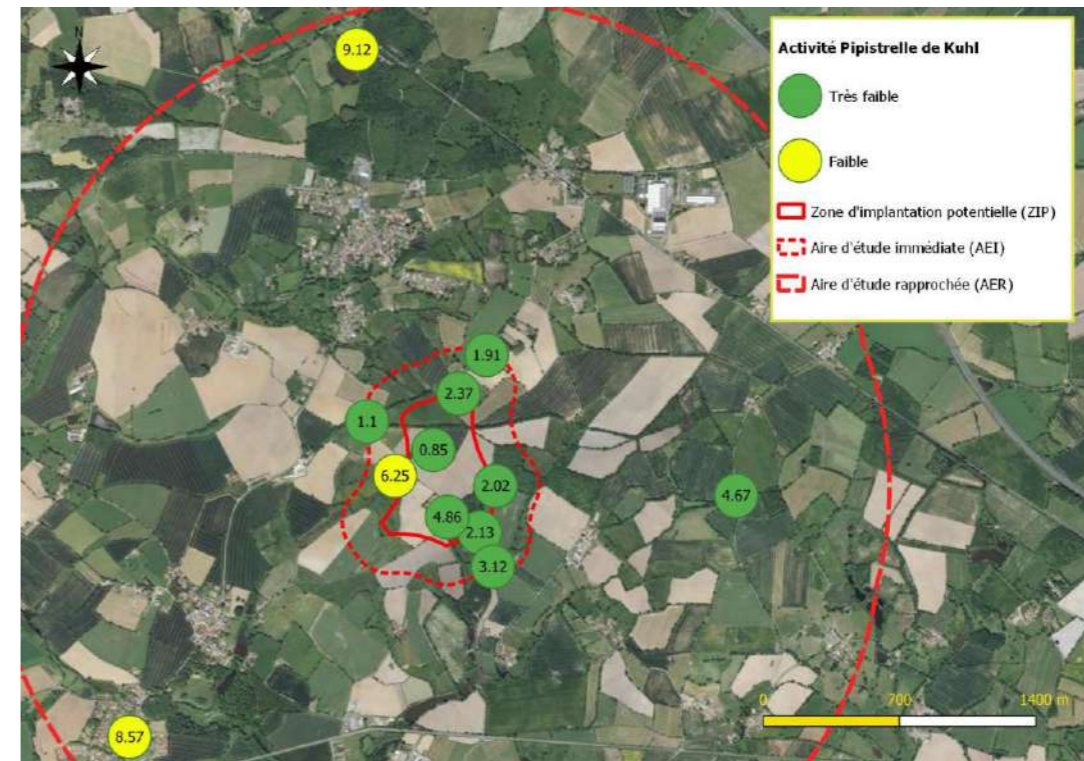 N
9.12
Activité Pipistrelle de Kuhl
Très faible
Faible
Zone d'implantation potentielle (ZIP)
Aire d'étude immédiate (AEI)
Aire d'étude rapprochée (AER)
1.91
2.37
1.1
0.85
6.25
2.02
4.67
4.86
2.13
3.12
0 700 1400 m
8.57